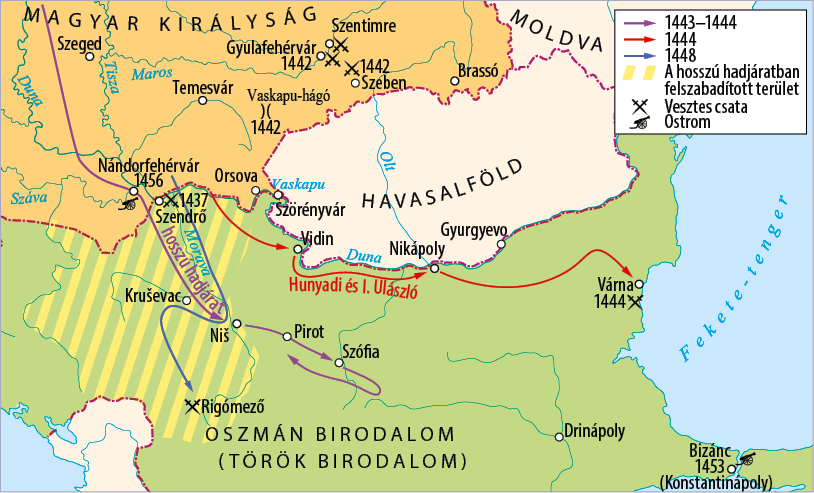 MAGYAR KIRÁLYSÁG
MOLDVA
1443–1444
1444
1448
A hosszú hadjáratban
felszabadított terület
Vesztes csata
Ostrom
Szentimre
Szeged
Gyulafehérvár
1442
1442
Szeben
Brassó
Maros
Tisza
Duna
Temesvár
Vaskapu-hágó
)(
1442
Olt
HAVASALFÖLD
Nándorfehérvár
1456
Orsova
Vaskapu
Száva
1437
Szendrő
Szörényvár
Morava
hosszú hadjárat
Vidin
Duna
Nikápoly
Gyurgyevo
Hunyadi és I. Ulászló
Várna
1444
Fekete-tenger
Kruševac
Niš
Pirot
Szófia
Rigómező
OSZMÁN BIRODALOM
(TÖRÖK BIRODALOM)
Drinápoly
Bizánc
1453
(Konstantinápoly)